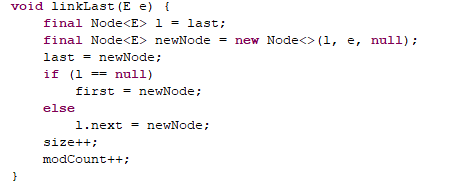 void linkLast(E e) {
    final Node<E> l = last;
    final Node<E> newNode = new Node<>(l, e, null);
    last = newNode;
    if (l == null)
        first = newNode;
    else
        l.next = newNode;
    size++;
    modCount++;
}